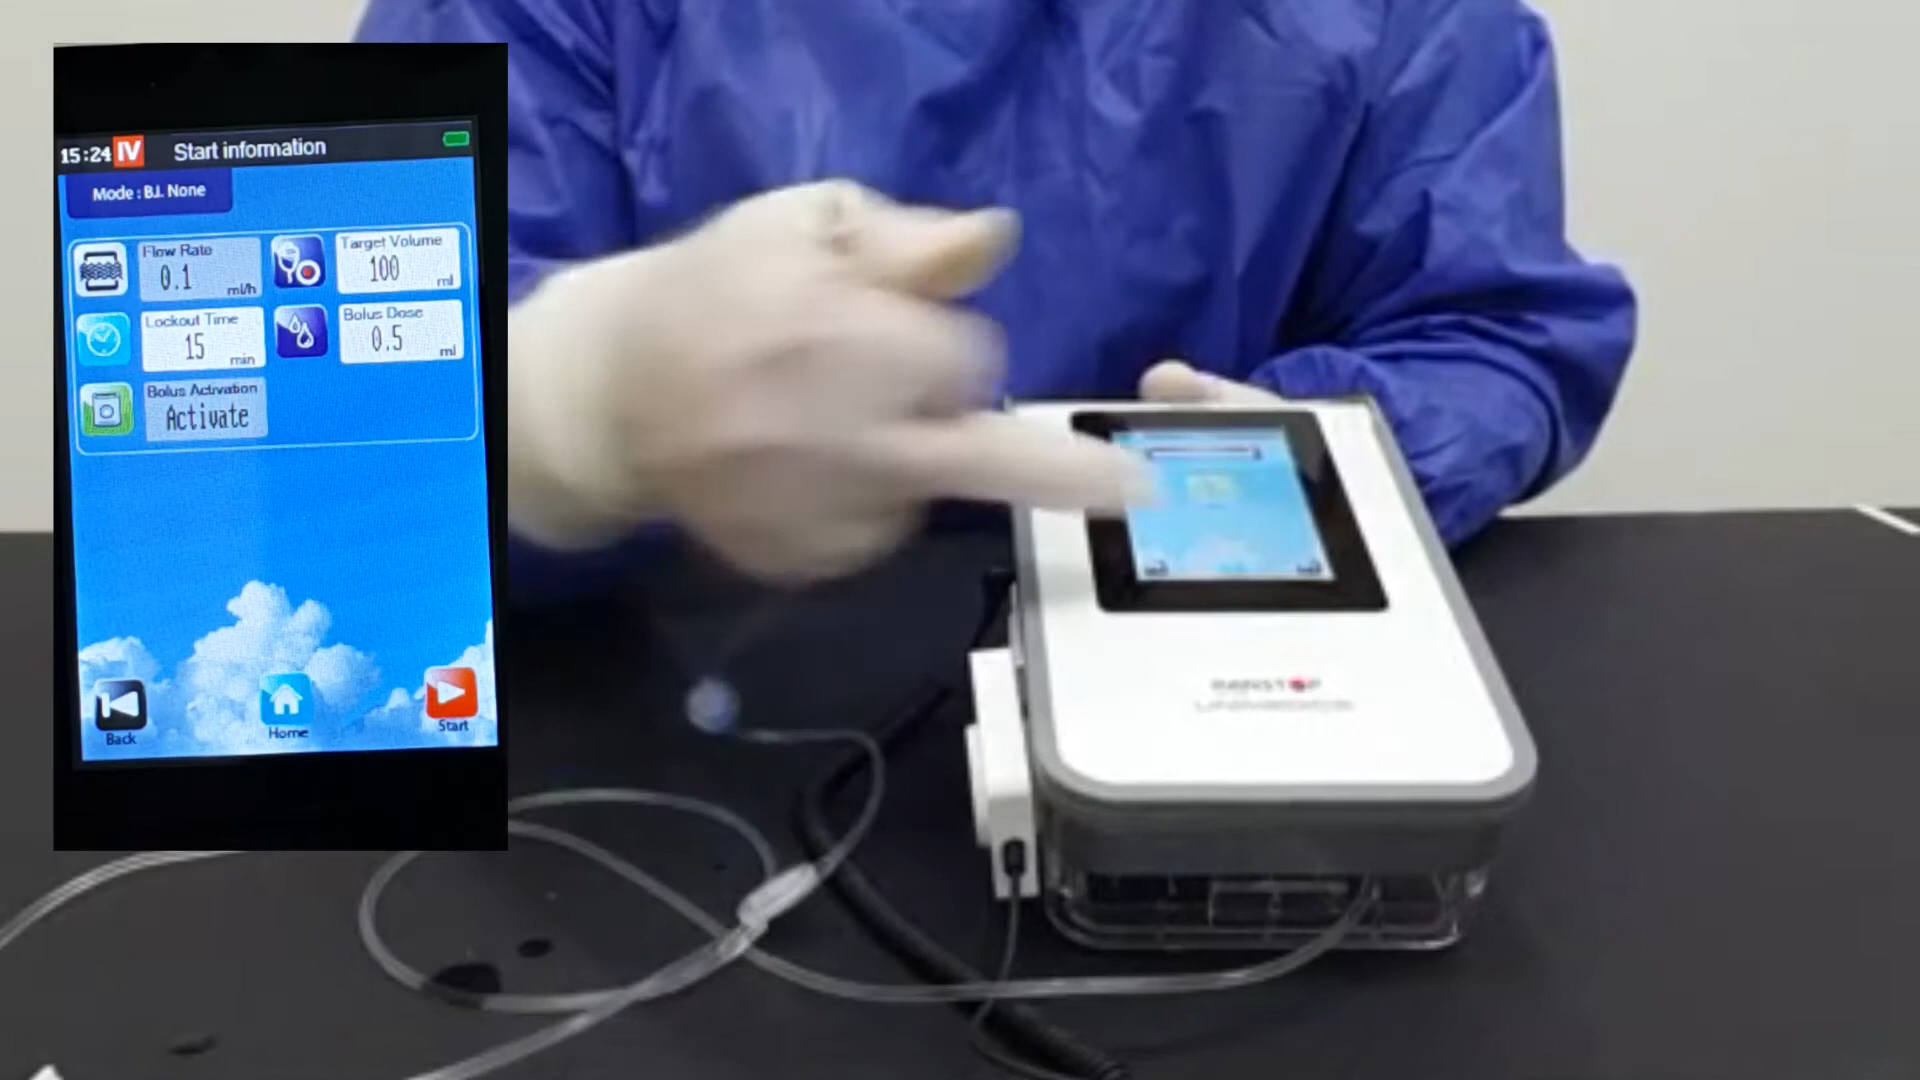 15:24 IV Start information
Mode : B.I. None
Flow Rate
0.1 ml/h
Target Volume
100 ml
Lockout Time
15 min
Bolus Dose
0.5 ml
Bolus Activation
Activate
Back
Home
Start